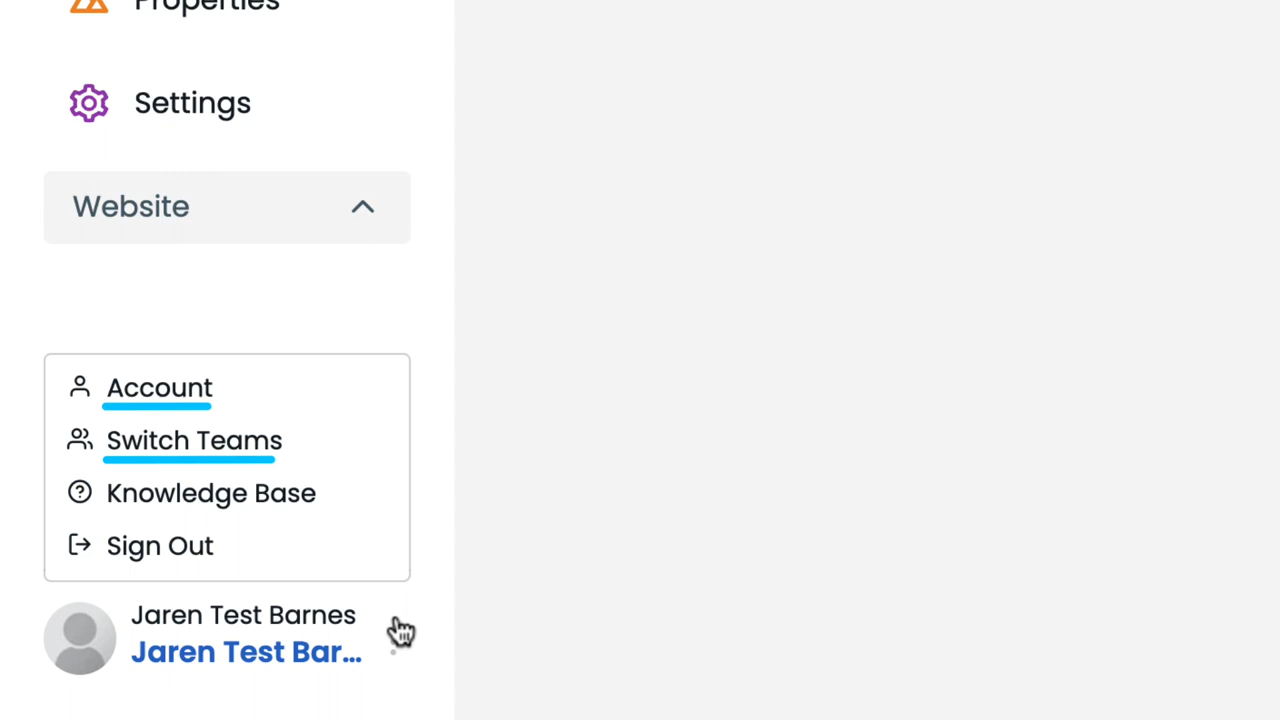 Properties
Settings
Website
Account
Switch Teams
Knowledge Base
Sign Out
Jaren Test Barnes
Jaren Test Bar...